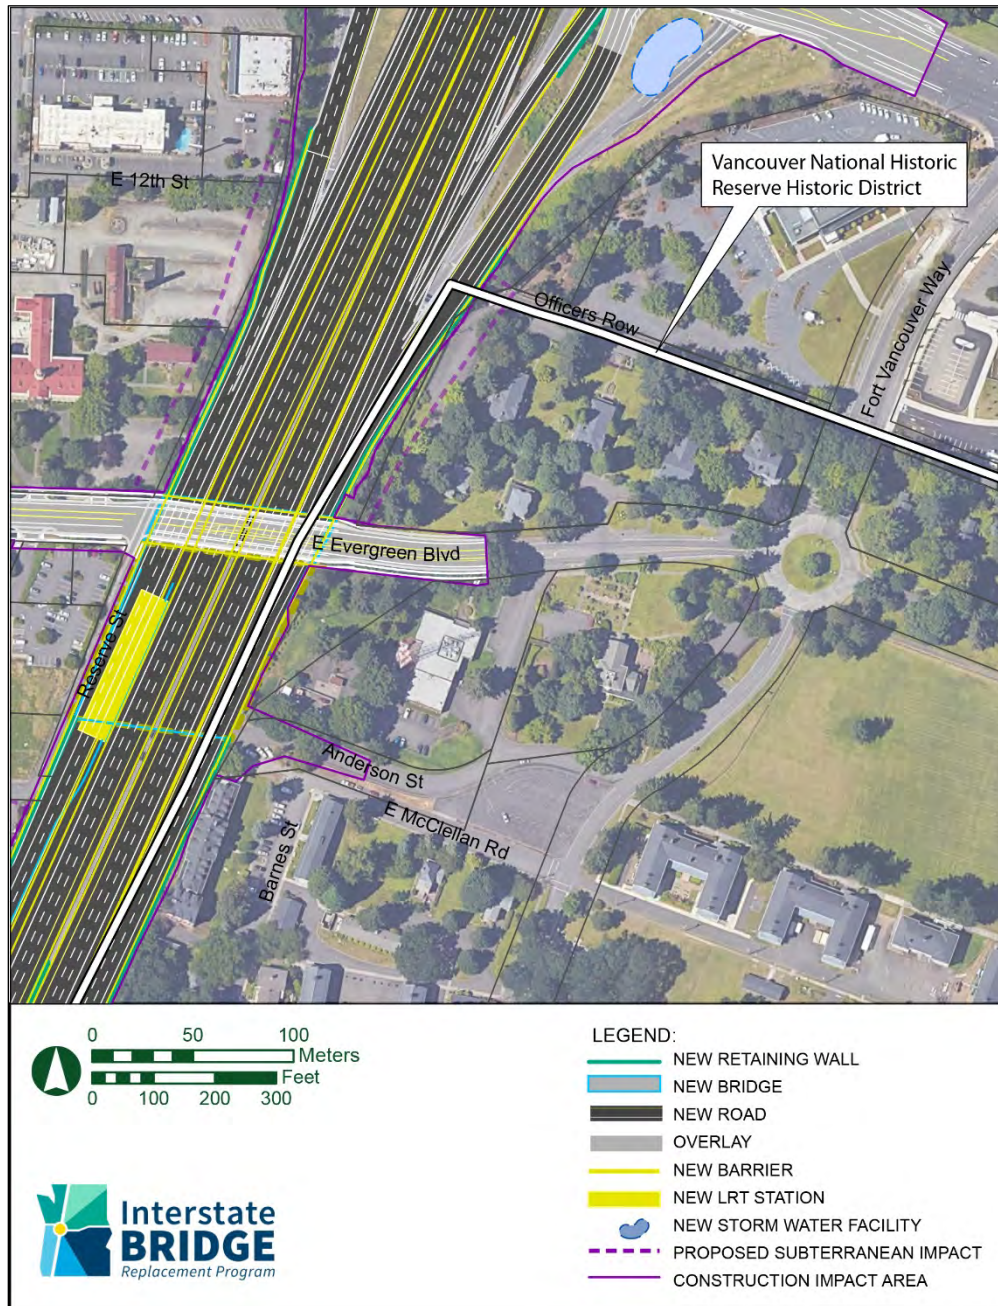 E 12th St
Vancouver National Historic
Reserve Historic District
Officers Row
Fort Vancouver Way
E Evergreen Blvd
Reserve St
Anderson St
E McClellan Rd
Barnes St
0 50 100
Meters
Feet
0 100 200 300
Interstate
BRIDGE
Replacement Program
LEGEND:
NEW RETAINING WALL
NEW BRIDGE
NEW ROAD
OVERLAY
NEW BARRIER
NEW LRT STATION
NEW STORM WATER FACILITY
PROPOSED SUBTERRANEAN IMPACT
CONSTRUCTION IMPACT AREA